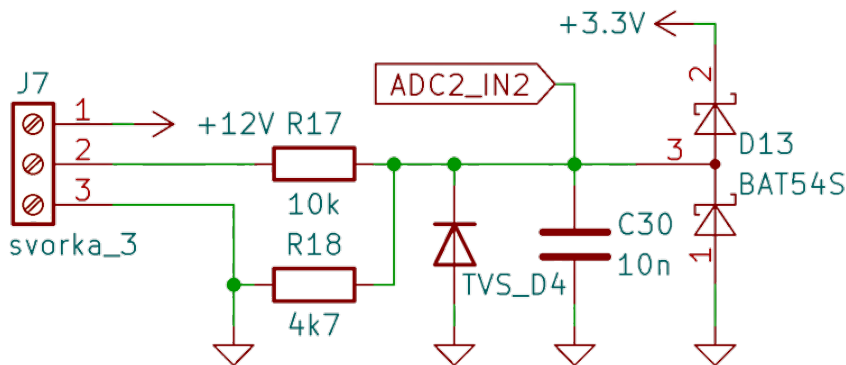 +3.3V
J7
ADC2_IN2
2
1
+12V
R17
2
3
D13
3
10k
BAT54S
svorka_3
R18
C30
1
TVS_D4
10n
4k7